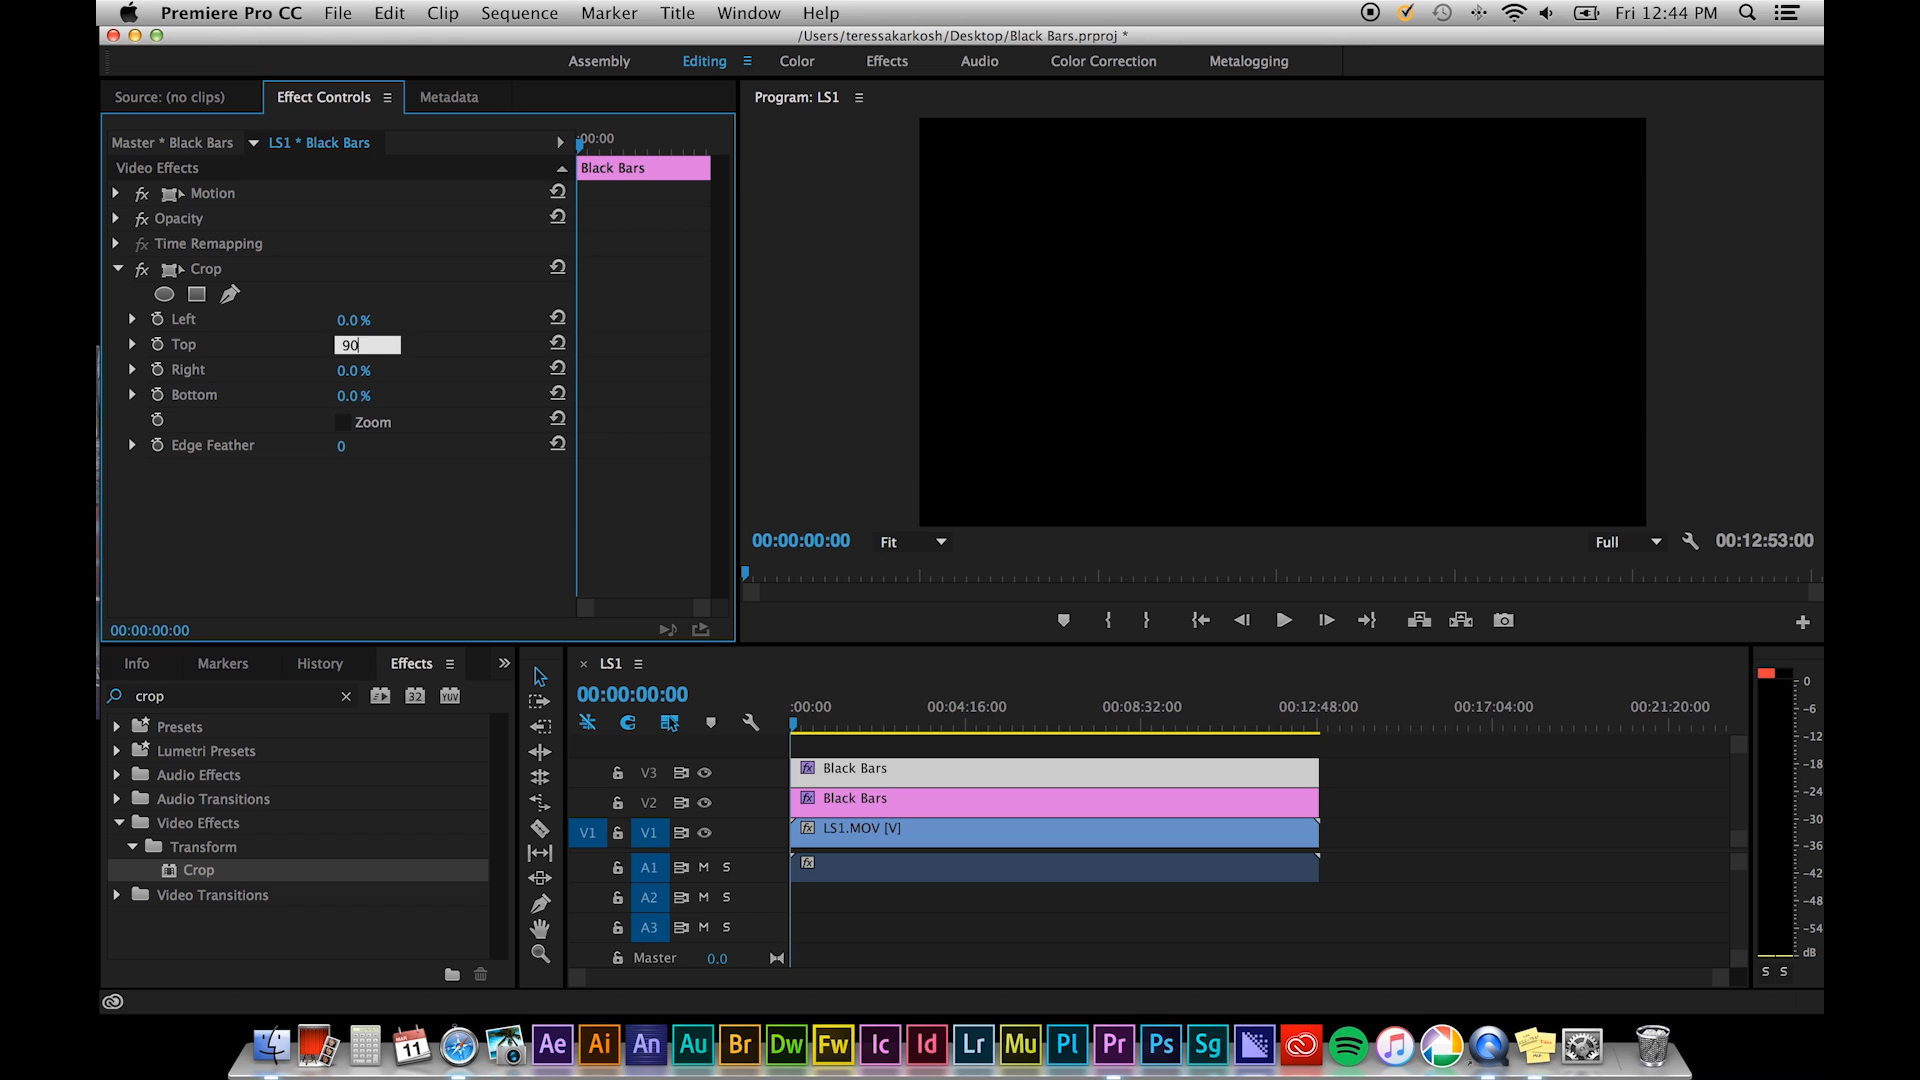 Premiere Pro CC File Edit Clip Sequence Marker Title Window Help Fri 12:44 PM
/Users/teressakarkosh/Desktop/Black Bars.prproj *
Assembly Editing Color Effects Audio Color Correction Metalogging
Source: (no clips) Effect Controls Metadata
Program: LS1
Master * Black Bars LS1 * Black Bars
:00:00
Video Effects
Black Bars
fx Motion
fx Opacity
fx Time Remapping
fx Crop
Left 0.0 %
Top 90
Right 0.0 %
Bottom 0.0 %
Zoom
Edge Feather 0
00:00:00:00 Fit Full 00:12:53:00
00:00:00:00
Info Markers History Effects
crop 32 YUV
Presets
Lumetri Presets
Audio Effects
Audio Transitions
Video Effects
Transform
Crop
Video Transitions
× LS1
00:00:00:00
:00:00 00:04:16:00 00:08:32:00 00:12:48:00 00:17:04:00 00:21:20:00
V3 fx Black Bars
V2 fx Black Bars
V1 V1 fx LS1.MOV [V]
A1 M S fx
A2 M S
A3 M S
Master 0.0
0
-6
-12
-18
-24
-30
-36
-42
-48
-54
dB
S S
11 Ae Ai An Au Br Dw Fw Ic Id Lr Mu Pl Pr Ps Sg